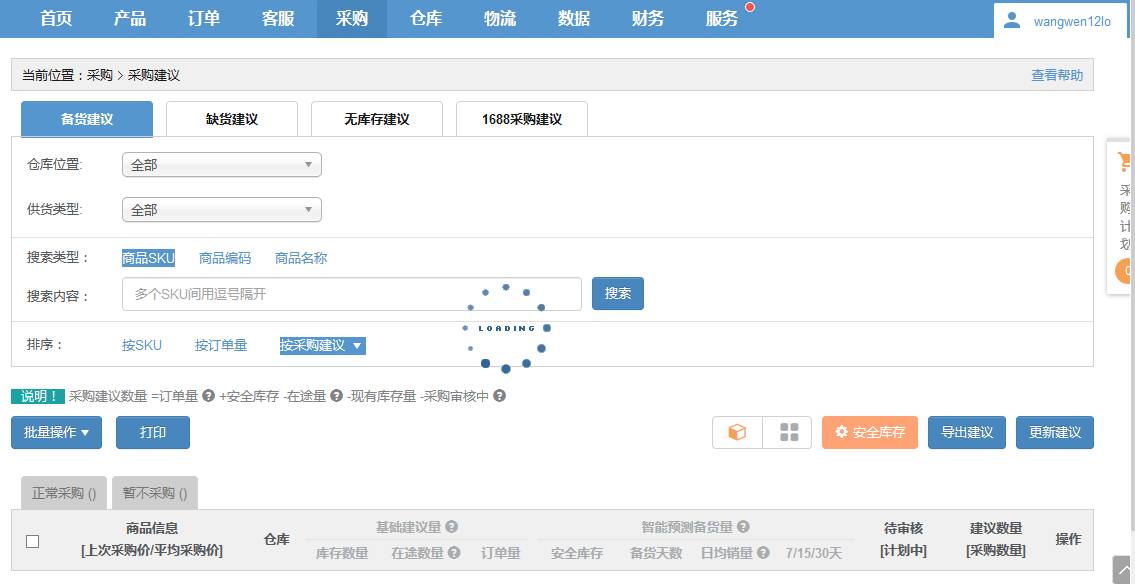 首页 产品 订单 客服 采购 仓库 物流 数据 财务 服务 wangwen12lo
当前位置：采购 > 采购建议 查看帮助
备货建议 缺货建议 无库存建议 1688采购建议
仓库位置: 全部
供货类型: 全部
搜索类型： 商品SKU 商品编码 商品名称
搜索内容： 多个SKU间用逗号隔开 搜索
LOADING
排序： 按SKU 按订单量 按采购建议
采购计划
说明！ 采购建议数量 =订单量 +安全库存 -在途量 -现有库存量 -采购审核中
批量操作 打印 安全库存 导出建议 更新建议
正常采购 () 暂不采购 ()
商品信息 基础建议量 智能预测备货量 待审核 建议数量
[上次采购价/平均采购价] 仓库 库存数量 在途数量 订单量 安全库存 备货天数 日均销量 7/15/30天 [计划中] [采购数量] 操作